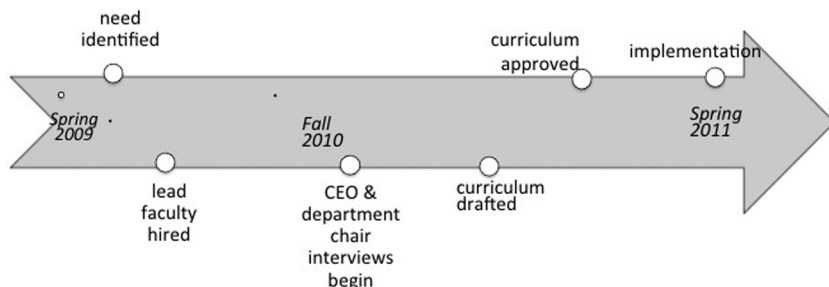 need
identified
curriculum
approved
implementation
Spring
2009
Fall
2010
Spring
2011
lead
faculty
hired
CEO &
department
chair
interviews
begin
curriculum
drafted